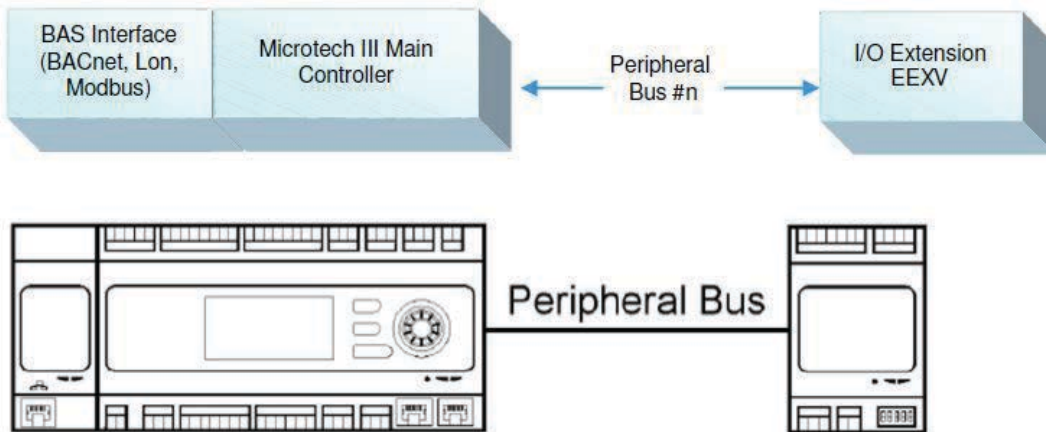 BAS Interface
(BACnet, Lon,
Modbus)
Microtech III Main
Controller
Peripheral
Bus #n
I/O Extension
EEXV
Peripheral Bus